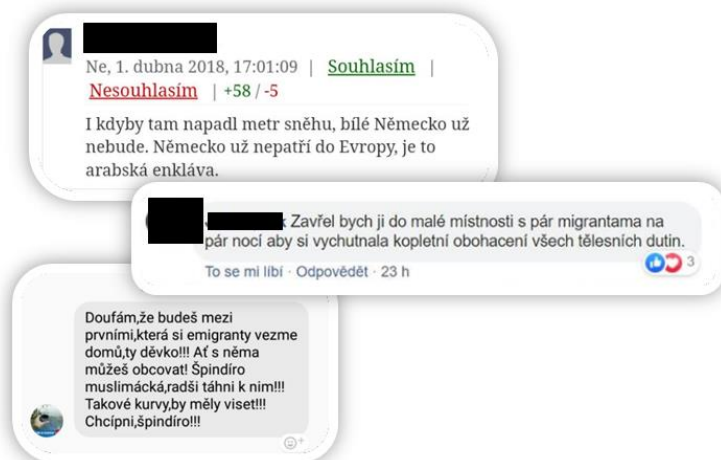 Ne, 1. dubna 2018, 17:01:09 | Souhlasím |
Nesouhlasím | +58 / -5
I kdyby tam napadl metr sněhu, bílé Německo už
nebude. Německo už nepatří do Evropy, je to
arabská enkláva.
Zavřel bych ji do malé místnosti s pár migrantama na
pár nocí aby si vychutnala kopletní obohacení všech tělesních dutin.
To se mi líbí · Odpovědět · 23 h
3
Doufám,že budeš mezi
prvními,která si emigranty vezme
domů,ty děvko!!! Ať s něma
můžeš obcovat! Špindíro
muslimácká,radši táhni k nim!!!
Takové kurvy,by měly viset!!!
Chcípni,špindíro!!!